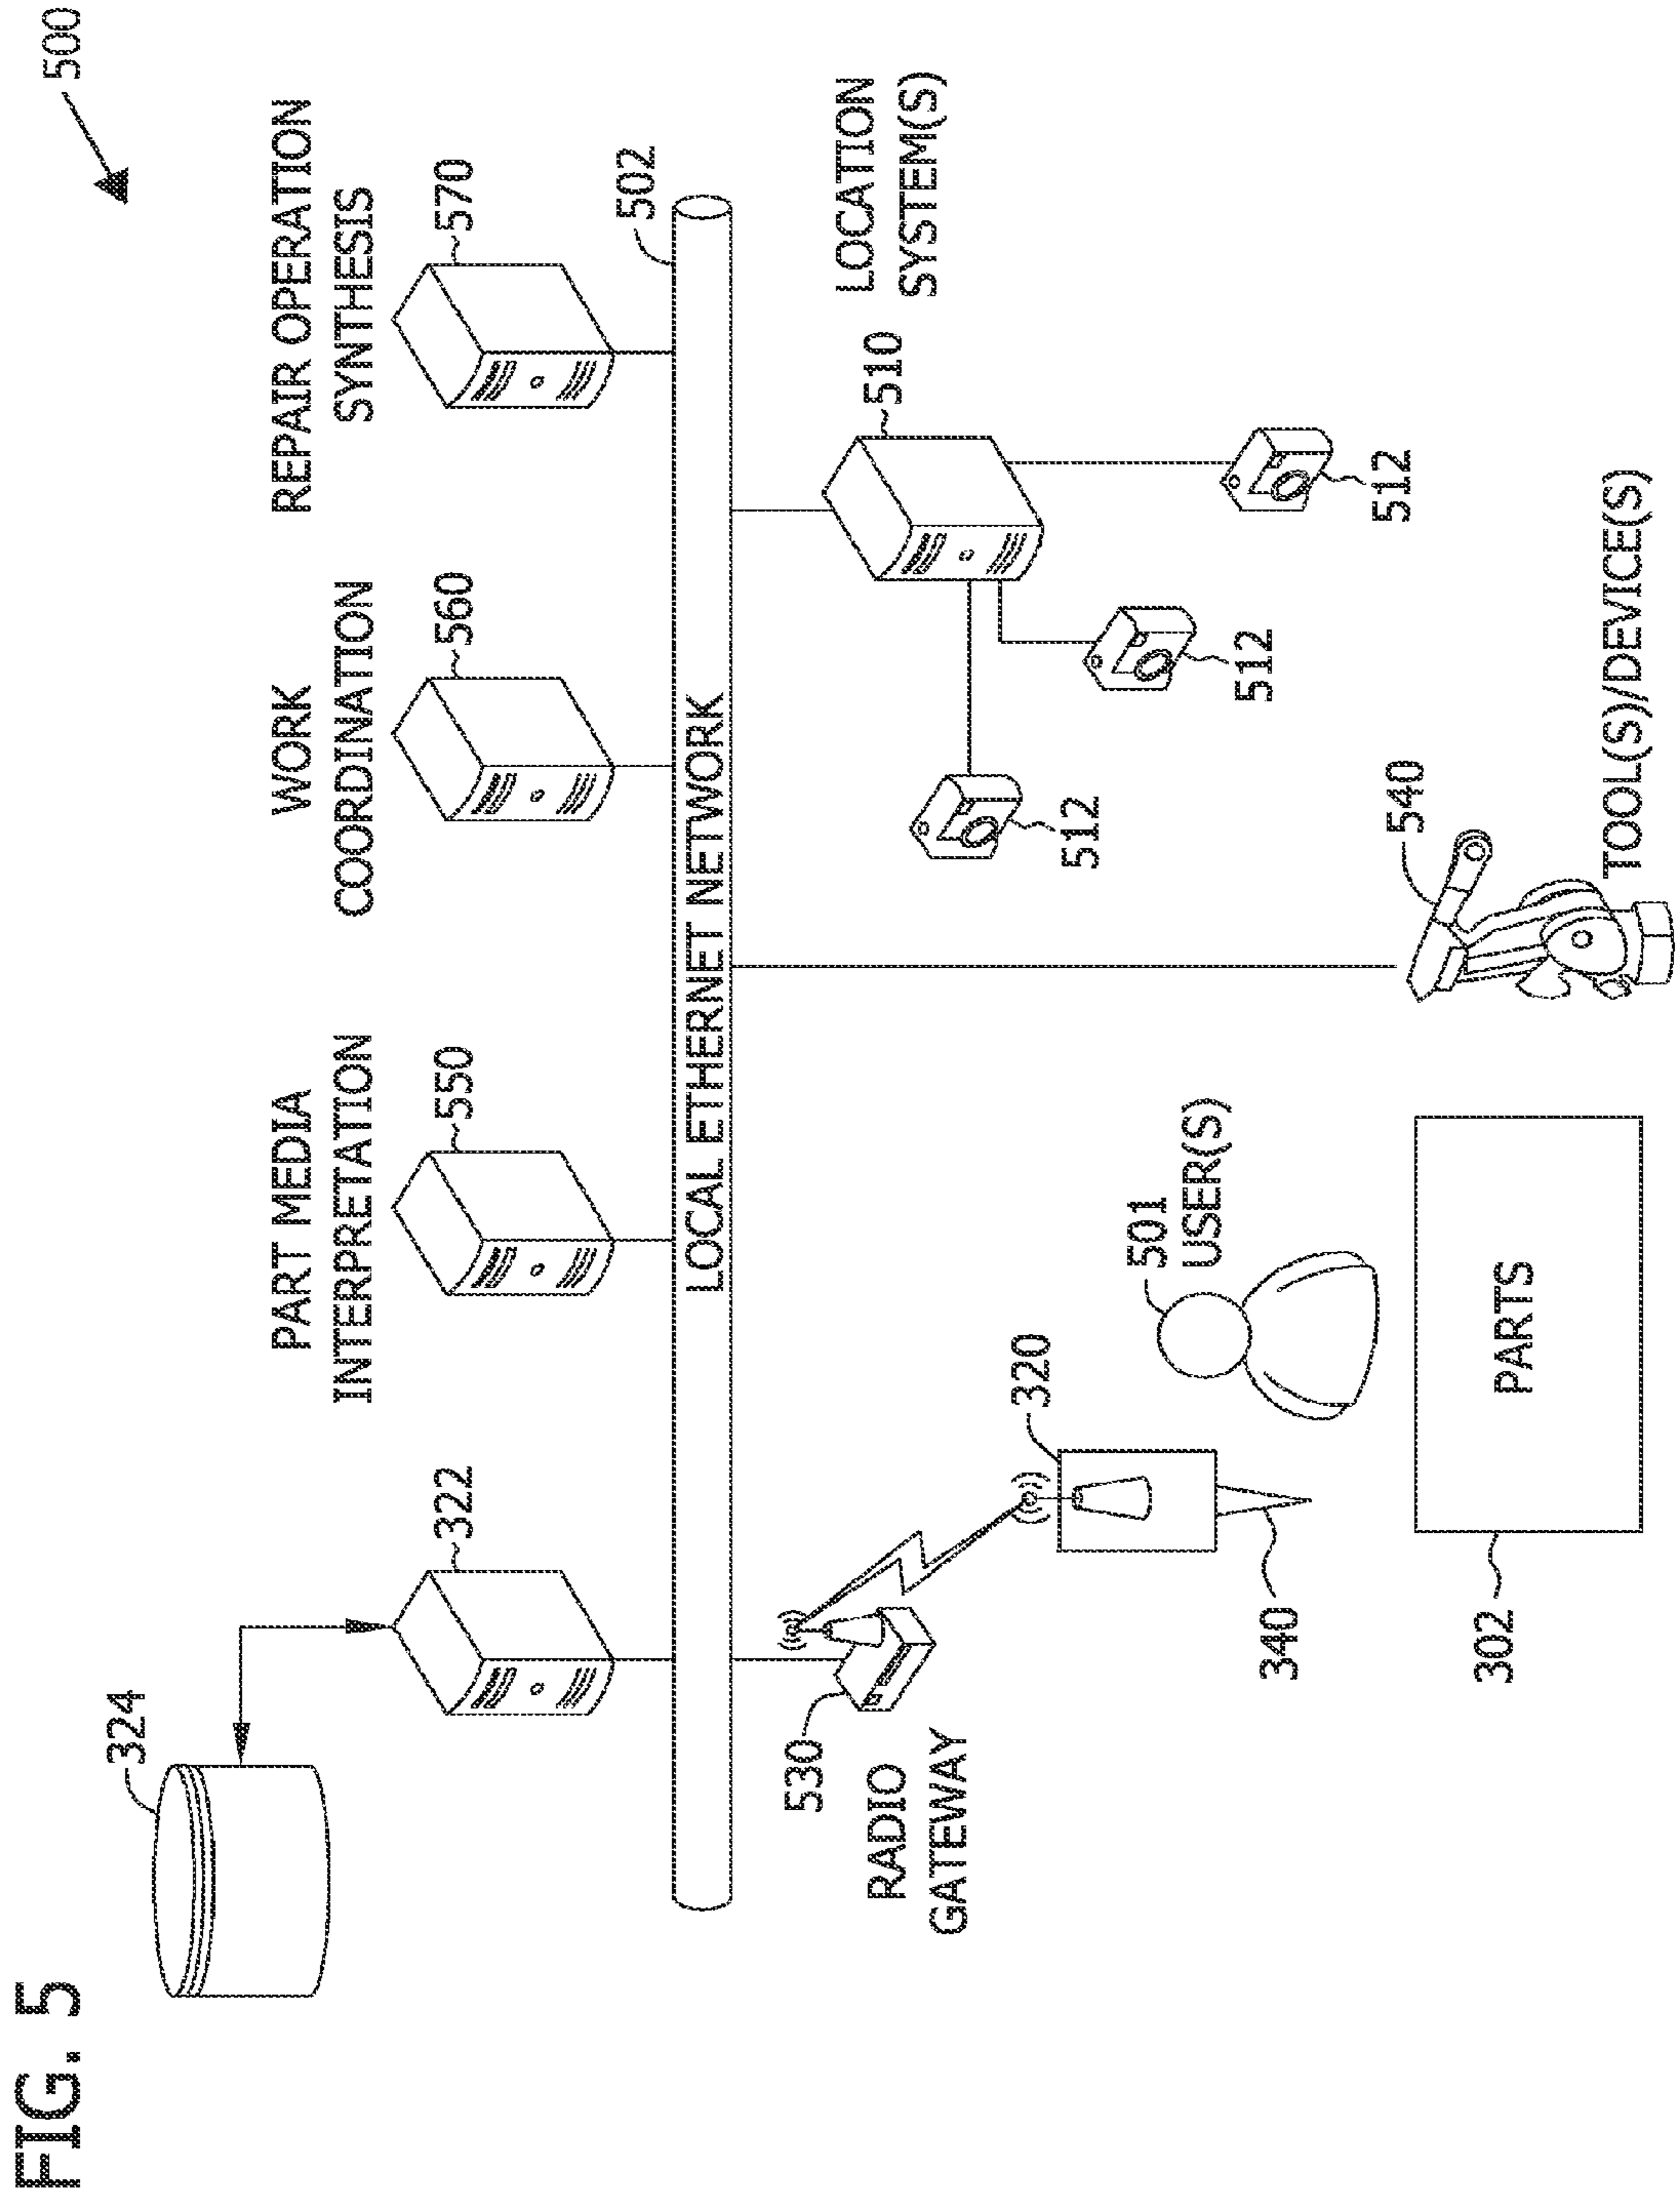 FIG. 5
500
324
322
PART MEDIA
INTERPRETATION
550
WORK
COORDINATION
560
REPAIR OPERATION
SYNTHESIS
570
502
LOCAL ETHERNET NETWORK
530
RADIO
GATEWAY
320
340
501
USER(S)
302
PARTS
540
TOOL(S)/DEVICE(S)
510
LOCATION
SYSTEM(S)
512
512
512